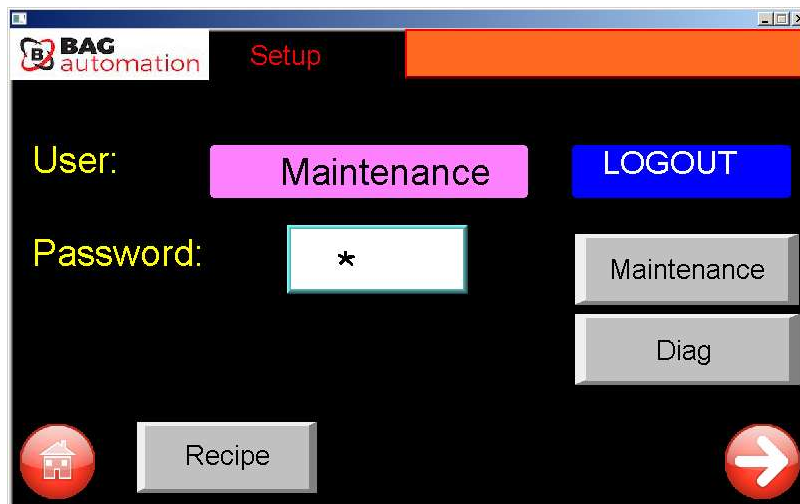 B BAG
automation
Setup
User:
Maintenance
LOGOUT
Password:
*
Maintenance
Diag
Recipe